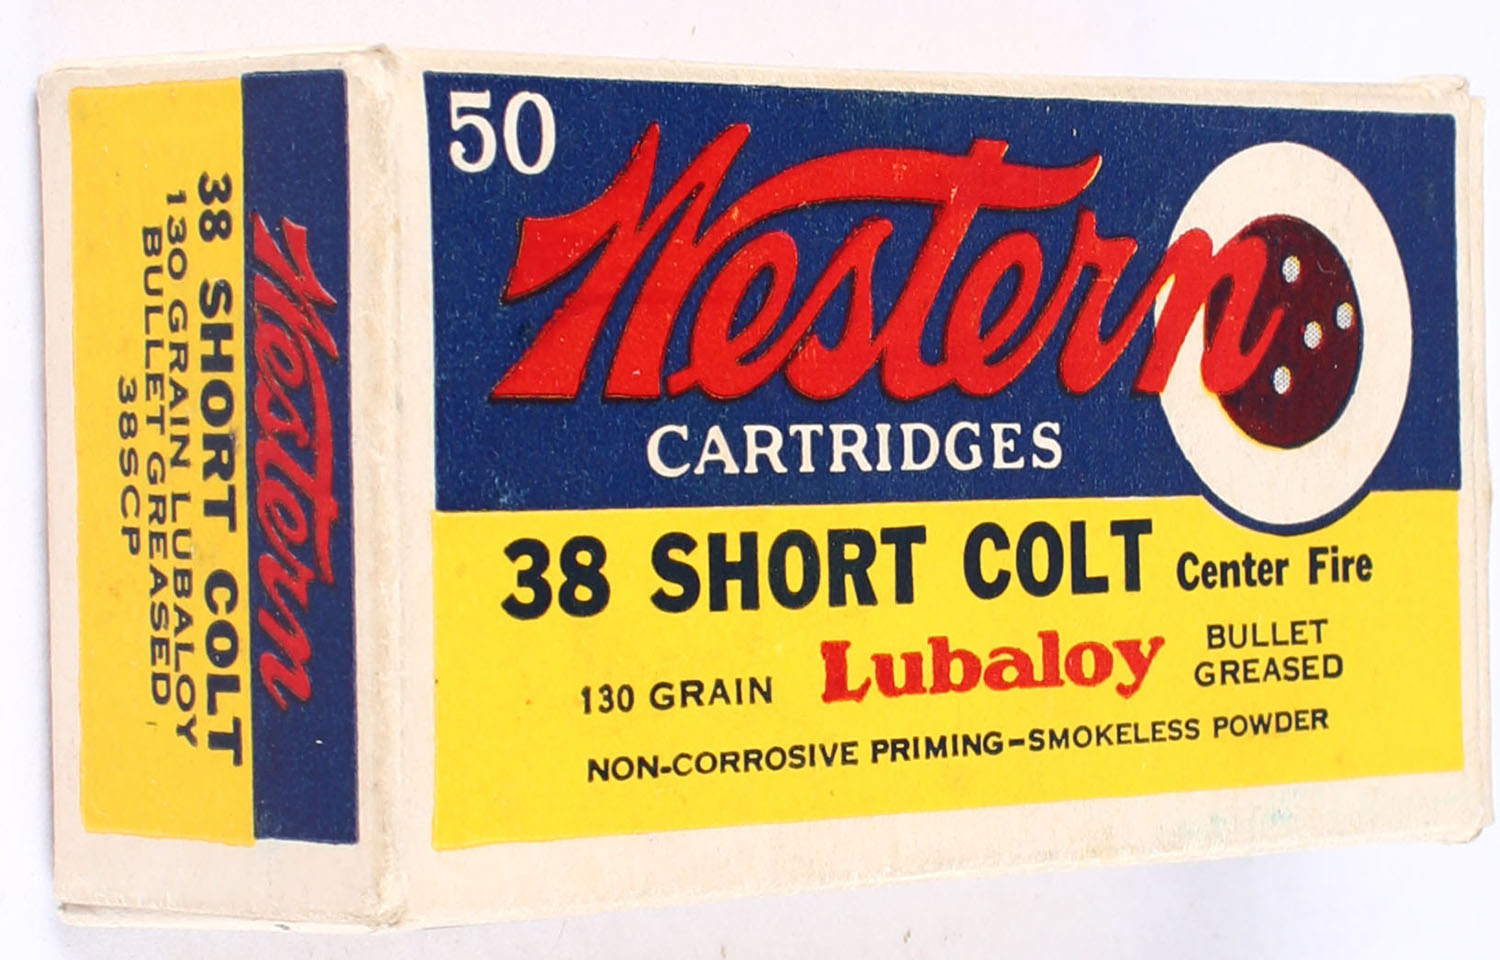 50
Western
CARTRIDGES
38 SHORT COLT Center Fire
130 GRAIN Lubaloy BULLET GREASED
NON-CORROSIVE PRIMING-SMOKELESS POWDER
Western
38 SHORT COLT
130 GRAIN LUBALOY
BULLET GREASED
38SCP